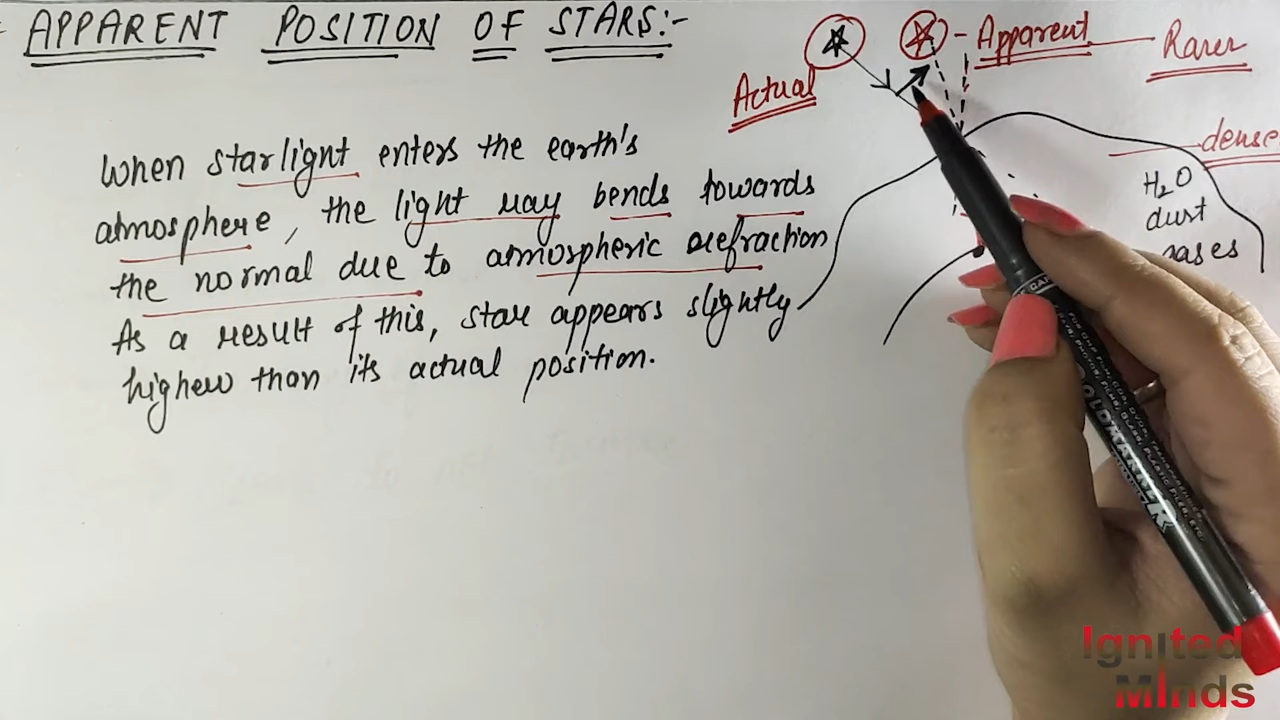 APPARENT POSITION OF STARS:-
Actual
Apparent
Rarer
When starlight enters the earth's
atmosphere, the light ray bends towards
the normal due to atmospheric refraction
As a result of this, star appears slightly
higher than its actual position.
dense
H2O
dust
ases
Ignited
Minds